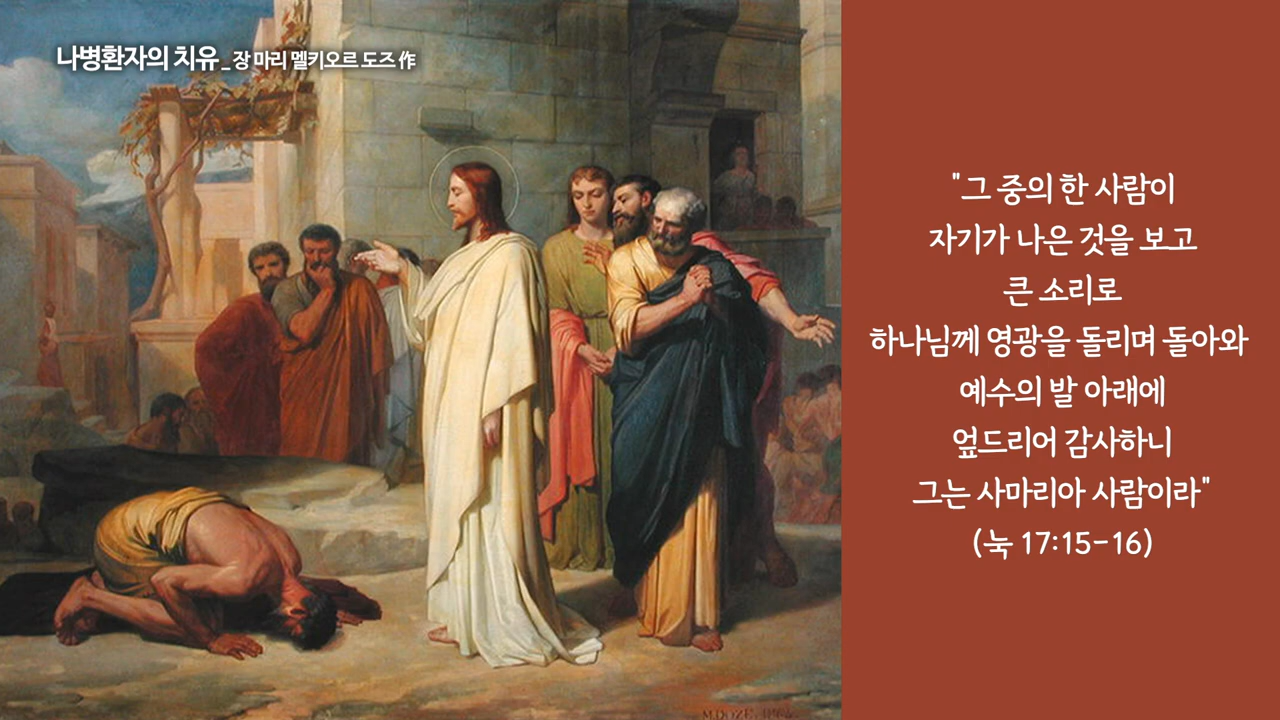 나병환자의 치유_장 마리 멜키오르 도즈 作
"그 중의 한 사람이
자기가 나은 것을 보고
큰 소리로
하나님께 영광을 돌리며 돌아와
예수의 발 아래에
엎드리어 감사하니
그는 사마리아 사람이라"
(눅 17:15-16)
M.DOZE.